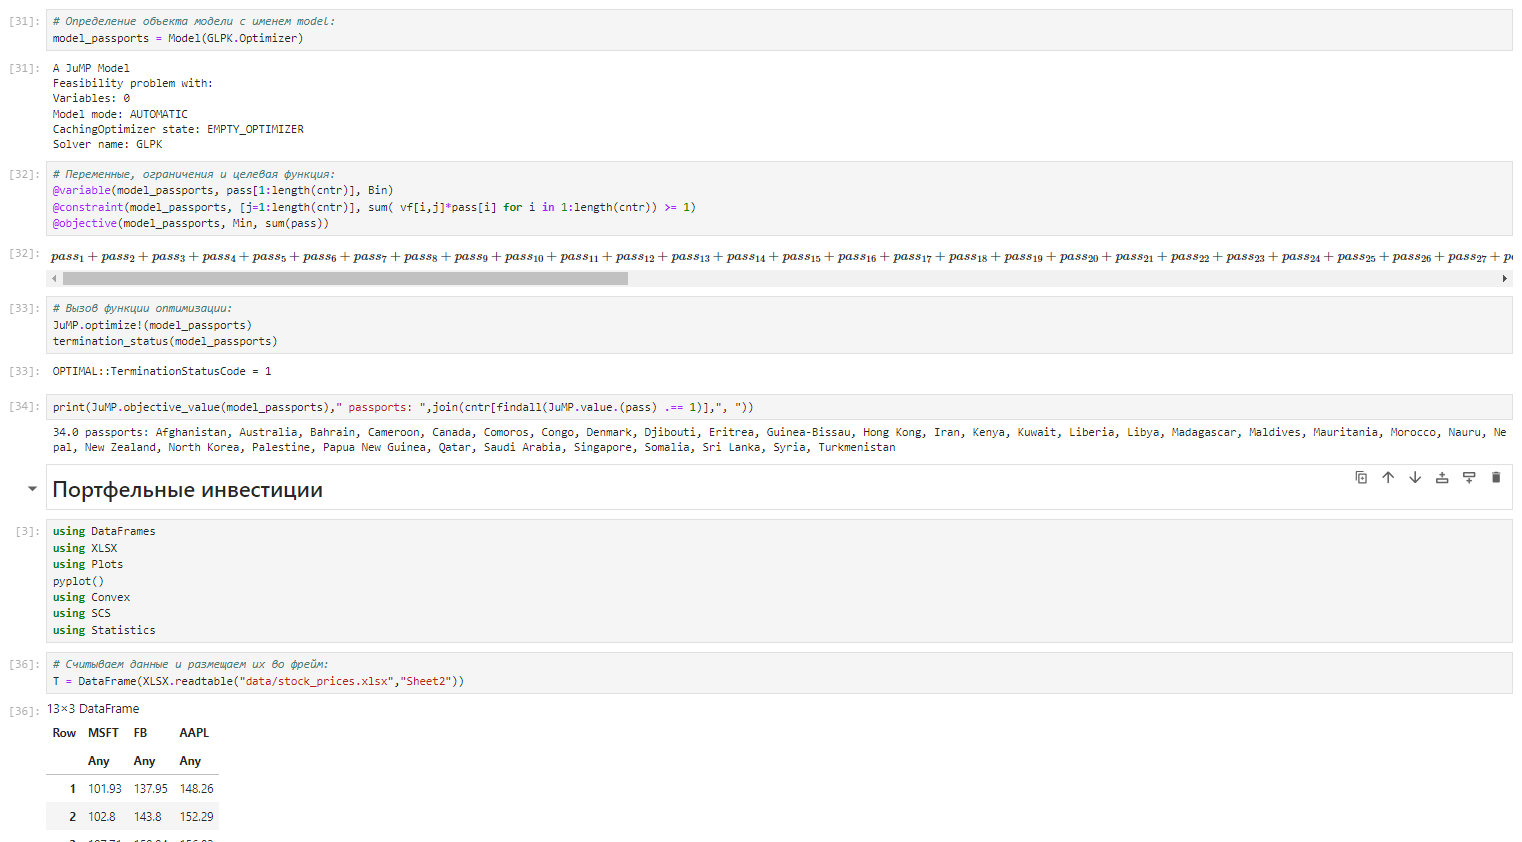 [31]: # Определение объекта модели с именем model:
model_passports = Model(GLPK.Optimizer)
[31]: A JuMP Model
Feasibility problem with:
Variables: 0
Model mode: AUTOMATIC
CachingOptimizer state: EMPTY_OPTIMIZER
Solver name: GLPK
[32]: # Переменные, ограничения и целевая функция:
@variable(model_passports, pass[1:length(cntr)], Bin)
@constraint(model_passports, [j=1:length(cntr)], sum( vf[i,j]*pass[i] for i in 1:length(cntr)) >= 1)
@objective(model_passports, Min, sum(pass))
[32]: pass₁ + pass₂ + pass₃ + pass₄ + pass₅ + pass₆ + pass₇ + pass₈ + pass₉ + pass₁₀ + pass₁₁ + pass₁₂ + pass₁₃ + pass₁₄ + pass₁₅ + pass₁₆ + pass₁₇ + pass₁₈ + pass₁₉ + pass₂₀ + pass₂₁ + pass₂₂ + pass₂₃ + pass₂₄ + pass₂₅ + pass₂₆ + pass₂₇ +
[33]: # Вызов функции оптимизации:
JuMP.optimize!(model_passports)
termination_status(model_passports)
[33]: OPTIMAL::TerminationStatusCode = 1
[34]: print(JuMP.objective_value(model_passports)," passports: ",join(cntr[findall(JuMP.value.(pass) .== 1)],", "))
34.0 passports: Afghanistan, Australia, Bahrain, Cameroon, Canada, Comoros, Congo, Denmark, Djibouti, Eritrea, Guinea-Bissau, Hong Kong, Iran, Kenya, Kuwait, Liberia, Libya, Madagascar, Maldives, Mauritania, Morocco, Nauru, Ne
pal, New Zealand, North Korea, Palestine, Papua New Guinea, Qatar, Saudi Arabia, Singapore, Somalia, Sri Lanka, Syria, Turkmenistan
Портфельные инвестиции
[3]: using DataFrames
using XLSX
using Plots
pyplot()
using Convex
using SCS
using Statistics
[36]: # Считываем данные и размещаем их во фрейм:
T = DataFrame(XLSX.readtable("data/stock_prices.xlsx","Sheet2"))
[36]: 13×3 DataFrame
Row MSFT FB AAPL
Any Any Any
1 101.93 137.95 148.26
2 102.8 143.8 152.29